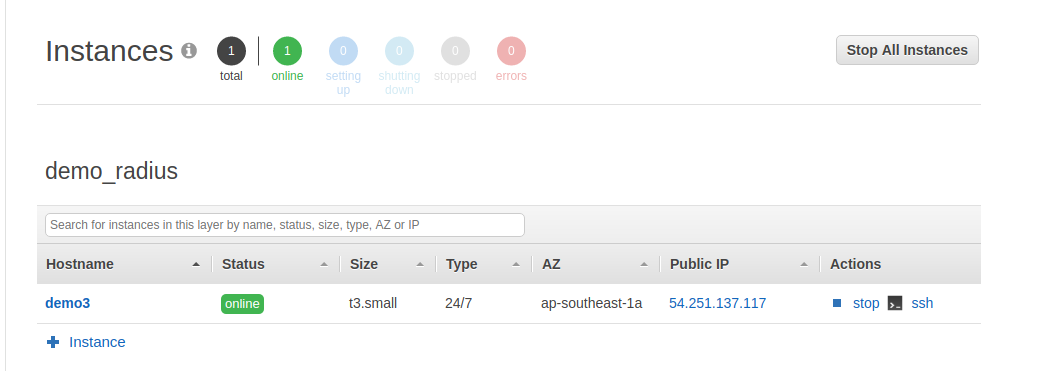 Instances
1 1 0 0 0 0
total online setting up shutting down stopped errors
Stop All Instances
demo_radius
Search for instances in this layer by name, status, size, type, AZ or IP
Hostname Status Size Type AZ Public IP Actions
demo3 online t3.small 24/7 ap-southeast-1a 54.251.137.117 stop ssh
Instance